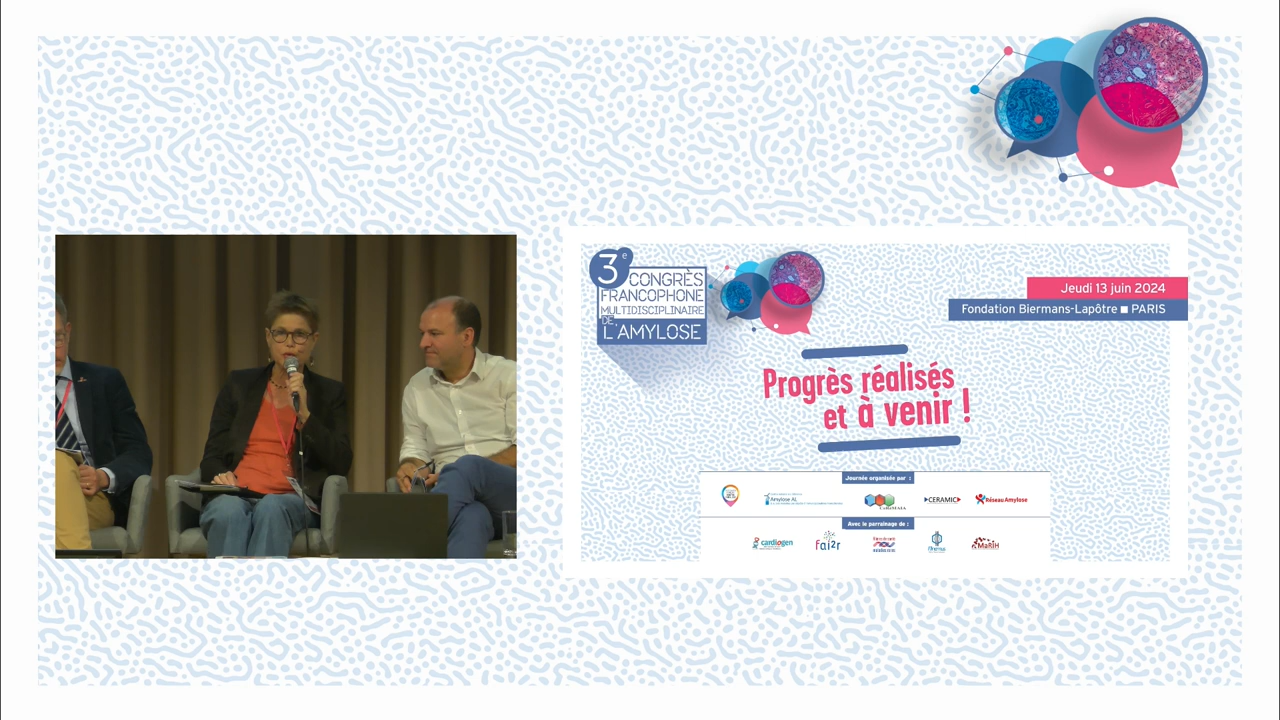 3e
CONGRÈS
FRANCOPHONE
MULTIDISCIPLINAIRE
DE
L'AMYLOSE
Jeudi 13 juin 2024
Fondation Biermans-Lapôtre ■ PARIS
Progrès réalisés
et à venir !
Journée organisée par :
Amylose AL
CERAMIC
Réseau Amylose
Avec le parrainage de :
cardiogen
fai2r
MaRIH